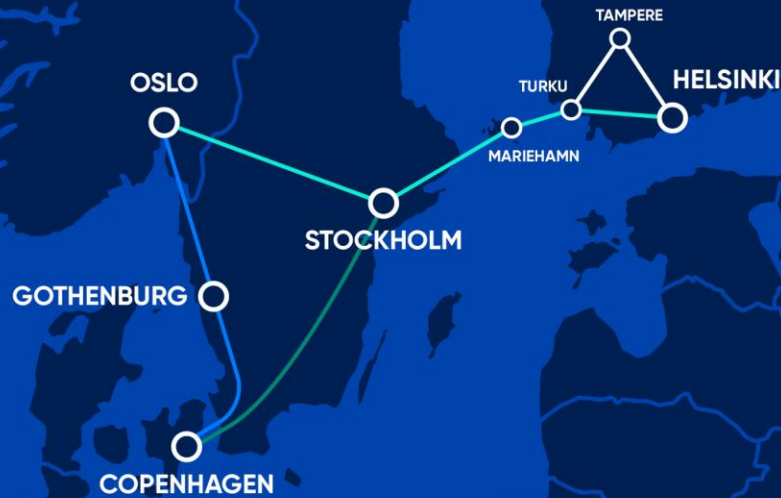 TAMPERE
OSLO
TURKU
HELSINKI
MARIEHAMN
STOCKHOLM
GOTHENBURG
COPENHAGEN